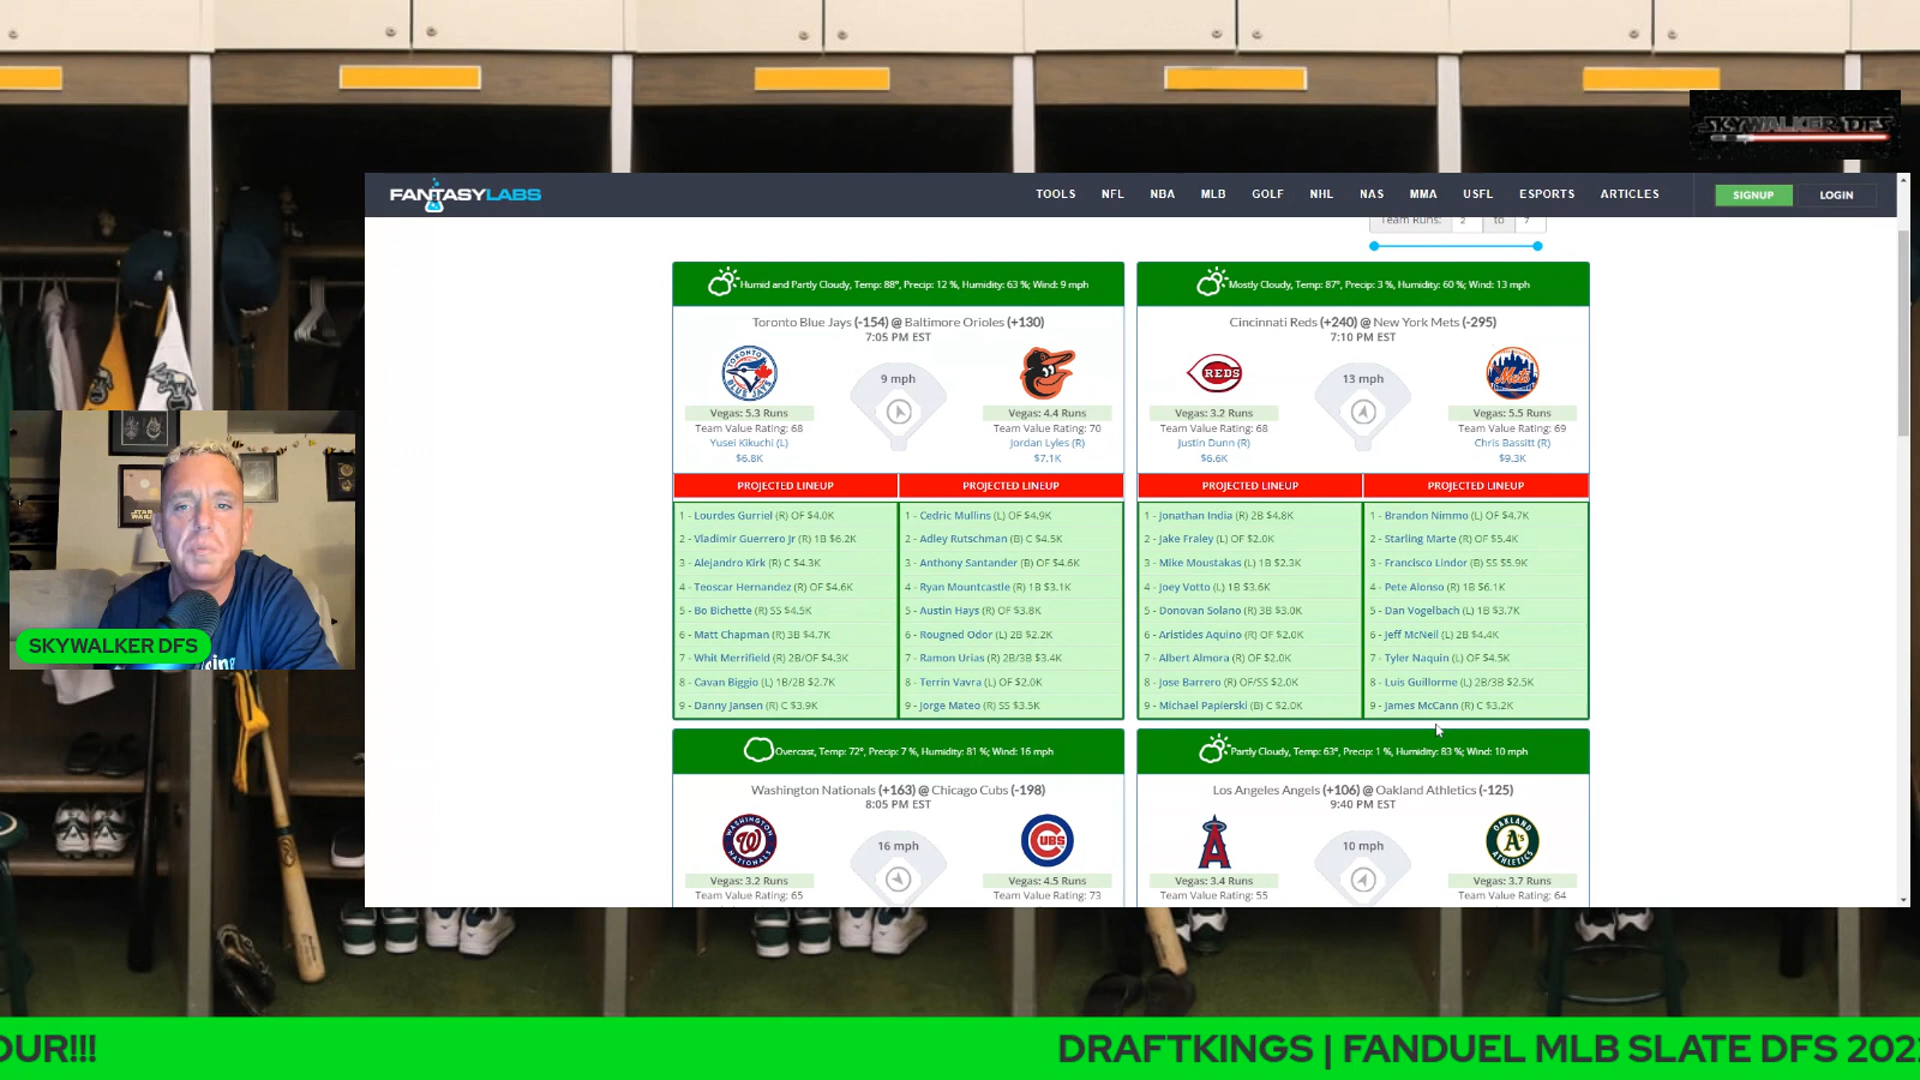 SKYWALKER DFS
FANTASYLABS
TOOLS NFL NBA MLB GOLF NHL NAS MMA USFL ESPORTS ARTICLES SIGNUP LOGIN
Team Runs: 2 to 7
Humid and Partly Cloudy, Temp: 88°, Precip: 12 %, Humidity: 63 %; Wind: 9 mph
Toronto Blue Jays (-154) @ Baltimore Orioles (+130)
7:05 PM EST
9 mph
Vegas: 5.3 Runs
Team Value Rating: 68
Yusei Kikuchi (L)
$6.8K
Vegas: 4.4 Runs
Team Value Rating: 70
Jordan Lyles (R)
$7.1K
PROJECTED LINEUP
1 - Lourdes Gurriel (R) OF $4.0K
2 - Vladimir Guerrero Jr (R) 1B $6.2K
3 - Alejandro Kirk (R) C $4.3K
4 - Teoscar Hernandez (R) OF $4.6K
5 - Bo Bichette (R) SS $4.5K
6 - Matt Chapman (R) 3B $4.7K
7 - Whit Merrifield (R) 2B/OF $4.3K
8 - Cavan Biggio (L) 1B/2B $2.7K
9 - Danny Jansen (R) C $3.9K
PROJECTED LINEUP
1 - Cedric Mullins (L) OF $4.9K
2 - Adley Rutschman (B) C $4.5K
3 - Anthony Santander (B) OF $4.6K
4 - Ryan Mountcastle (R) 1B $3.1K
5 - Austin Hays (R) OF $3.8K
6 - Rougned Odor (L) 2B $2.2K
7 - Ramon Urias (R) 2B/3B $3.4K
8 - Terrin Vavra (L) OF $2.0K
9 - Jorge Mateo (R) SS $3.5K
Mostly Cloudy, Temp: 87°, Precip: 3 %, Humidity: 60 %; Wind: 13 mph
Cincinnati Reds (+240) @ New York Mets (-295)
7:10 PM EST
REDS
13 mph
Mets
Vegas: 3.2 Runs
Team Value Rating: 68
Justin Dunn (R)
$6.6K
Vegas: 5.5 Runs
Team Value Rating: 69
Chris Bassitt (R)
$9.3K
PROJECTED LINEUP
1 - Jonathan India (R) 2B $4.8K
2 - Jake Fraley (L) OF $2.0K
3 - Mike Moustakas (L) 1B $2.3K
4 - Joey Votto (L) 1B $3.6K
5 - Donovan Solano (R) 3B $3.0K
6 - Aristides Aquino (R) OF $2.0K
7 - Albert Almora (R) OF $2.0K
8 - Jose Barrero (R) OF/SS $2.0K
9 - Michael Papierski (B) C $2.0K
PROJECTED LINEUP
1 - Brandon Nimmo (L) OF $4.7K
2 - Starling Marte (R) OF $5.4K
3 - Francisco Lindor (B) SS $5.9K
4 - Pete Alonso (R) 1B $6.1K
5 - Dan Vogelbach (L) 1B $3.7K
6 - Jeff McNeil (L) 2B $4.4K
7 - Tyler Naquin (L) OF $4.5K
8 - Luis Guillorme (L) 2B/3B $2.5K
9 - James McCann (R) C $3.2K
Overcast, Temp: 72°, Precip: 7 %, Humidity: 81 %; Wind: 16 mph
Washington Nationals (+163) @ Chicago Cubs (-198)
8:05 PM EST
16 mph
CUBS
Vegas: 3.2 Runs
Team Value Rating: 65
Vegas: 4.5 Runs
Team Value Rating: 73
Partly Cloudy, Temp: 63°, Precip: 1 %, Humidity: 83 %; Wind: 10 mph
Los Angeles Angels (+106) @ Oakland Athletics (-125)
9:40 PM EST
10 mph
Vegas: 3.4 Runs
Team Value Rating: 55
Vegas: 3.7 Runs
Team Value Rating: 64
SKYWALKER DFS
OUR!!!
DRAFTKINGS | FANDUEL MLB SLATE DFS 202